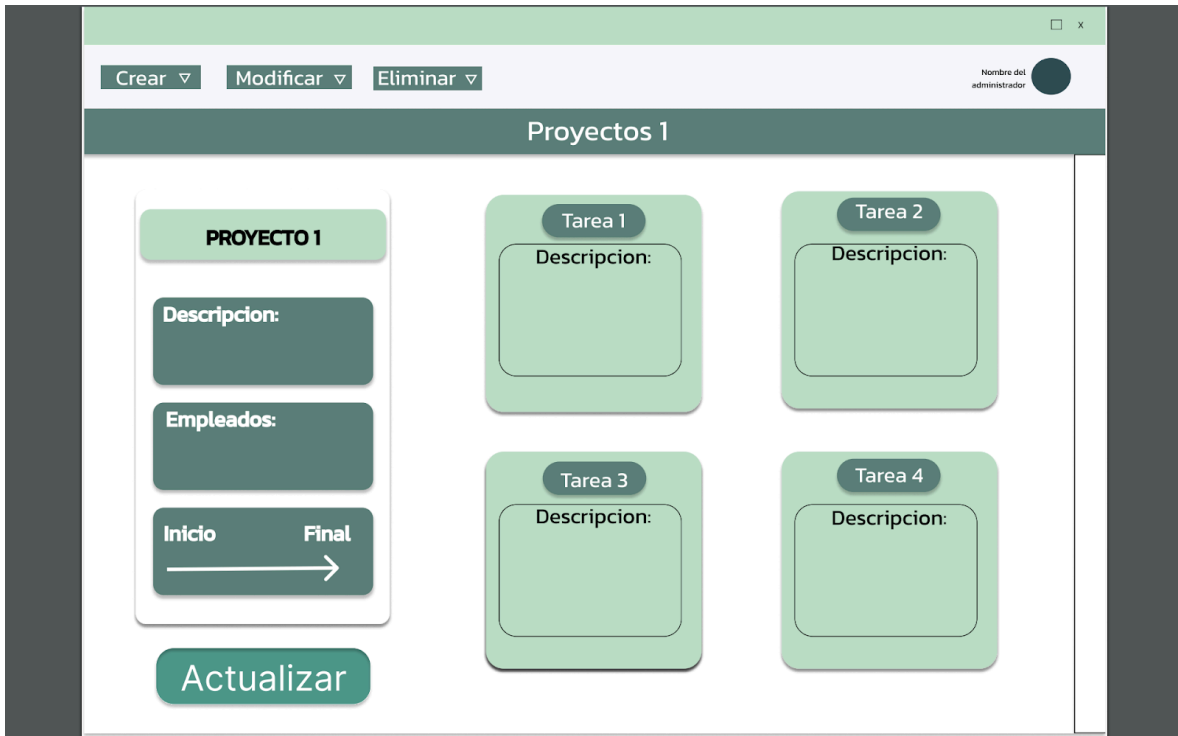 x
Crear
Modificar
Eliminar
Nombre del
administrador
Proyectos 1
PROYECTO 1
Descripcion:
Empleados:
Inicio Final
Actualizar
Tarea 1
Descripcion:
Tarea 2
Descripcion:
Tarea 3
Descripcion:
Tarea 4
Descripcion: